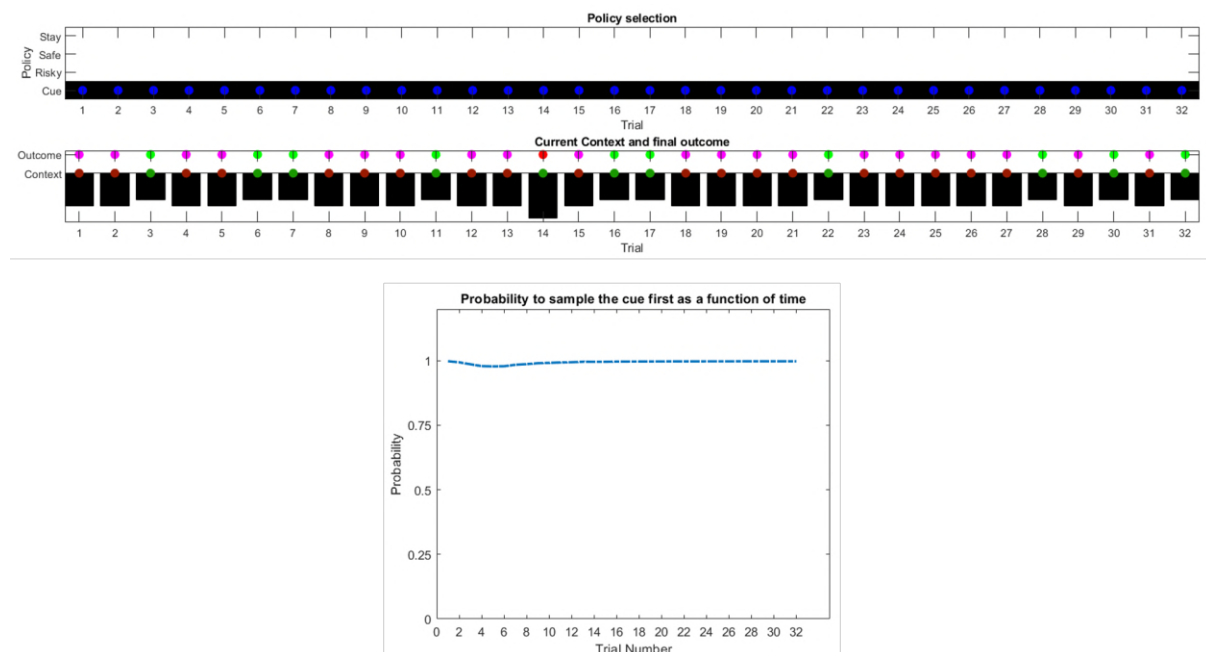 Policy selection
Stay
Safe
Risky
Cue
Policy
1 2 3 4 5 6 7 8 9 10 11 12 13 14 15 16 17 18 19 20 21 22 23 24 25 26 27 28 29 30 31 32
Trial
Current Context and final outcome
Outcome
Context
1 2 3 4 5 6 7 8 9 10 11 12 13 14 15 16 17 18 19 20 21 22 23 24 25 26 27 28 29 30 31 32
Trial
Probability to sample the cue first as a function of time
1
0.75
0.5
0.25
0
Probability
0 2 4 6 8 10 12 14 16 18 20 22 24 26 28 30 32
Trial Number